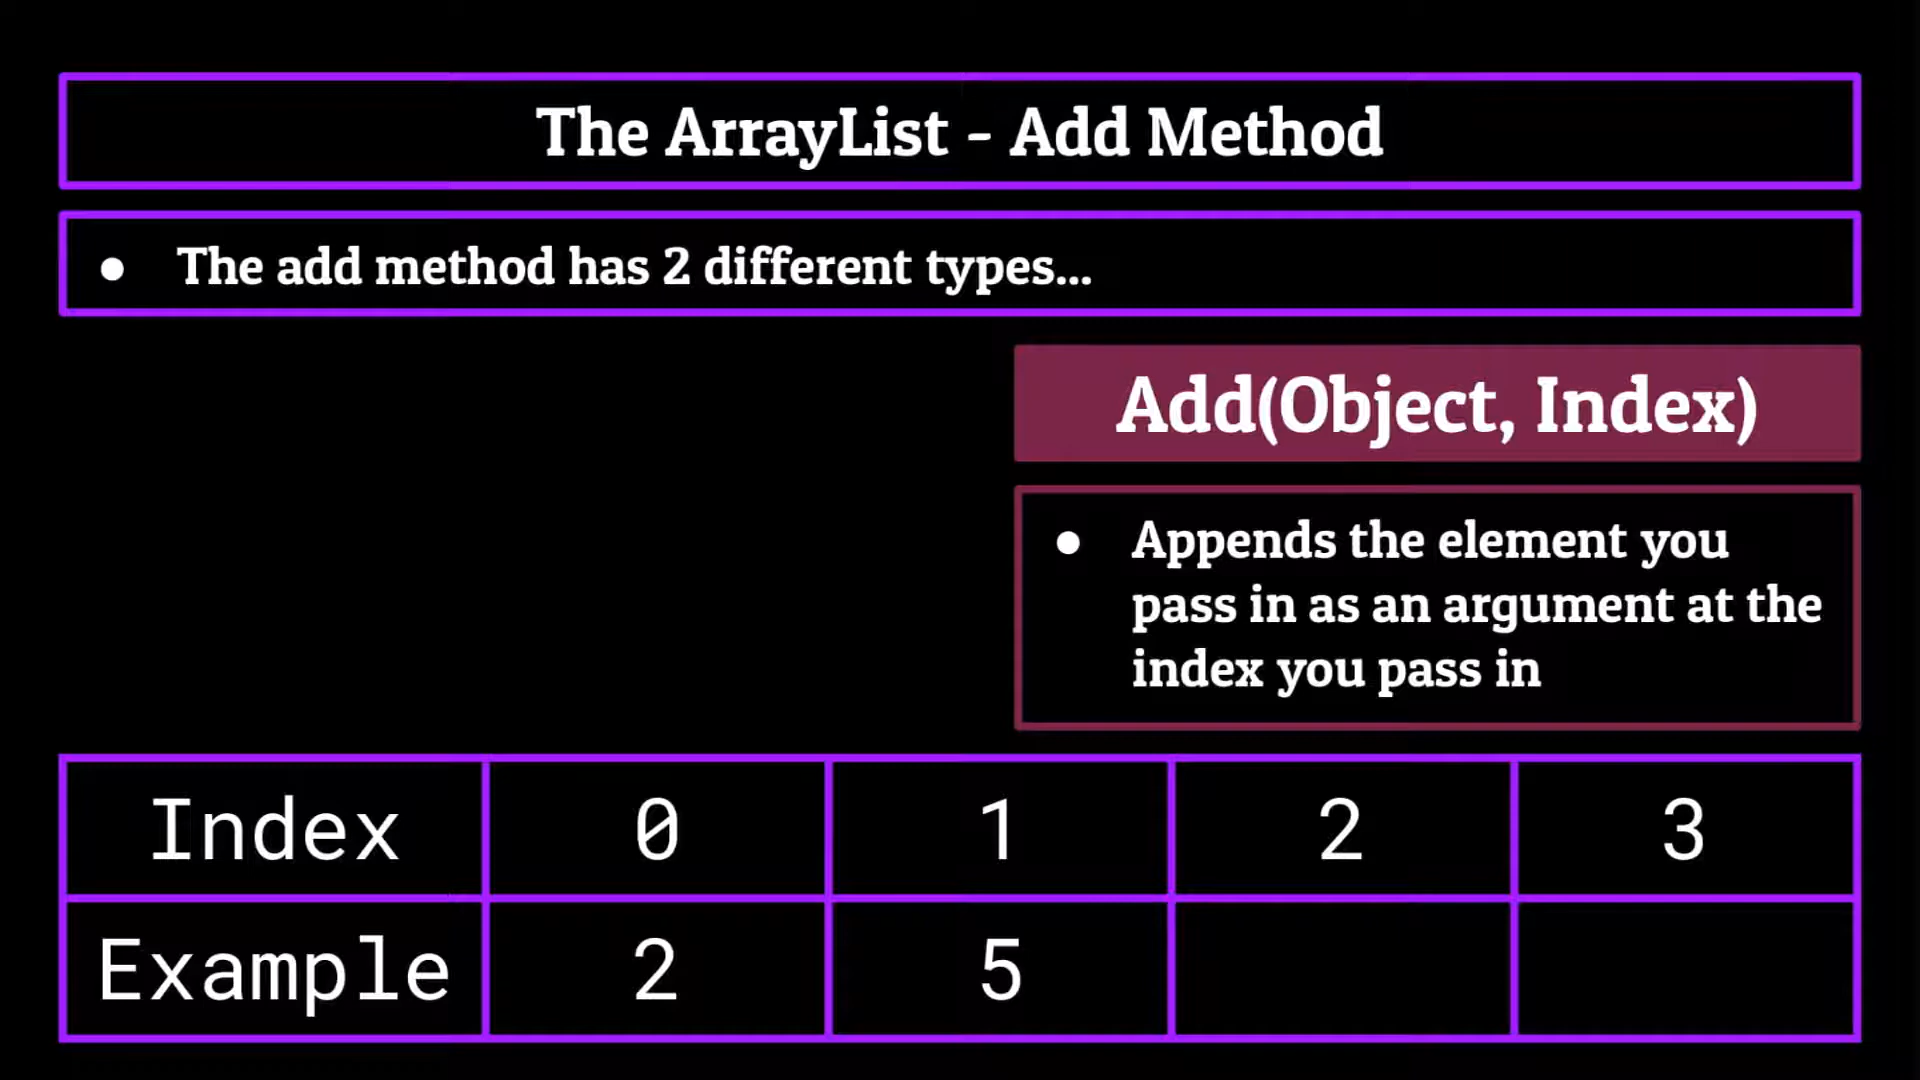 The ArrayList - Add Method
● The add method has 2 different types...
Add(Object, Index)
● Appends the element you
pass in as an argument at the
index you pass in
Index 0 1 2 3
Example 2 5